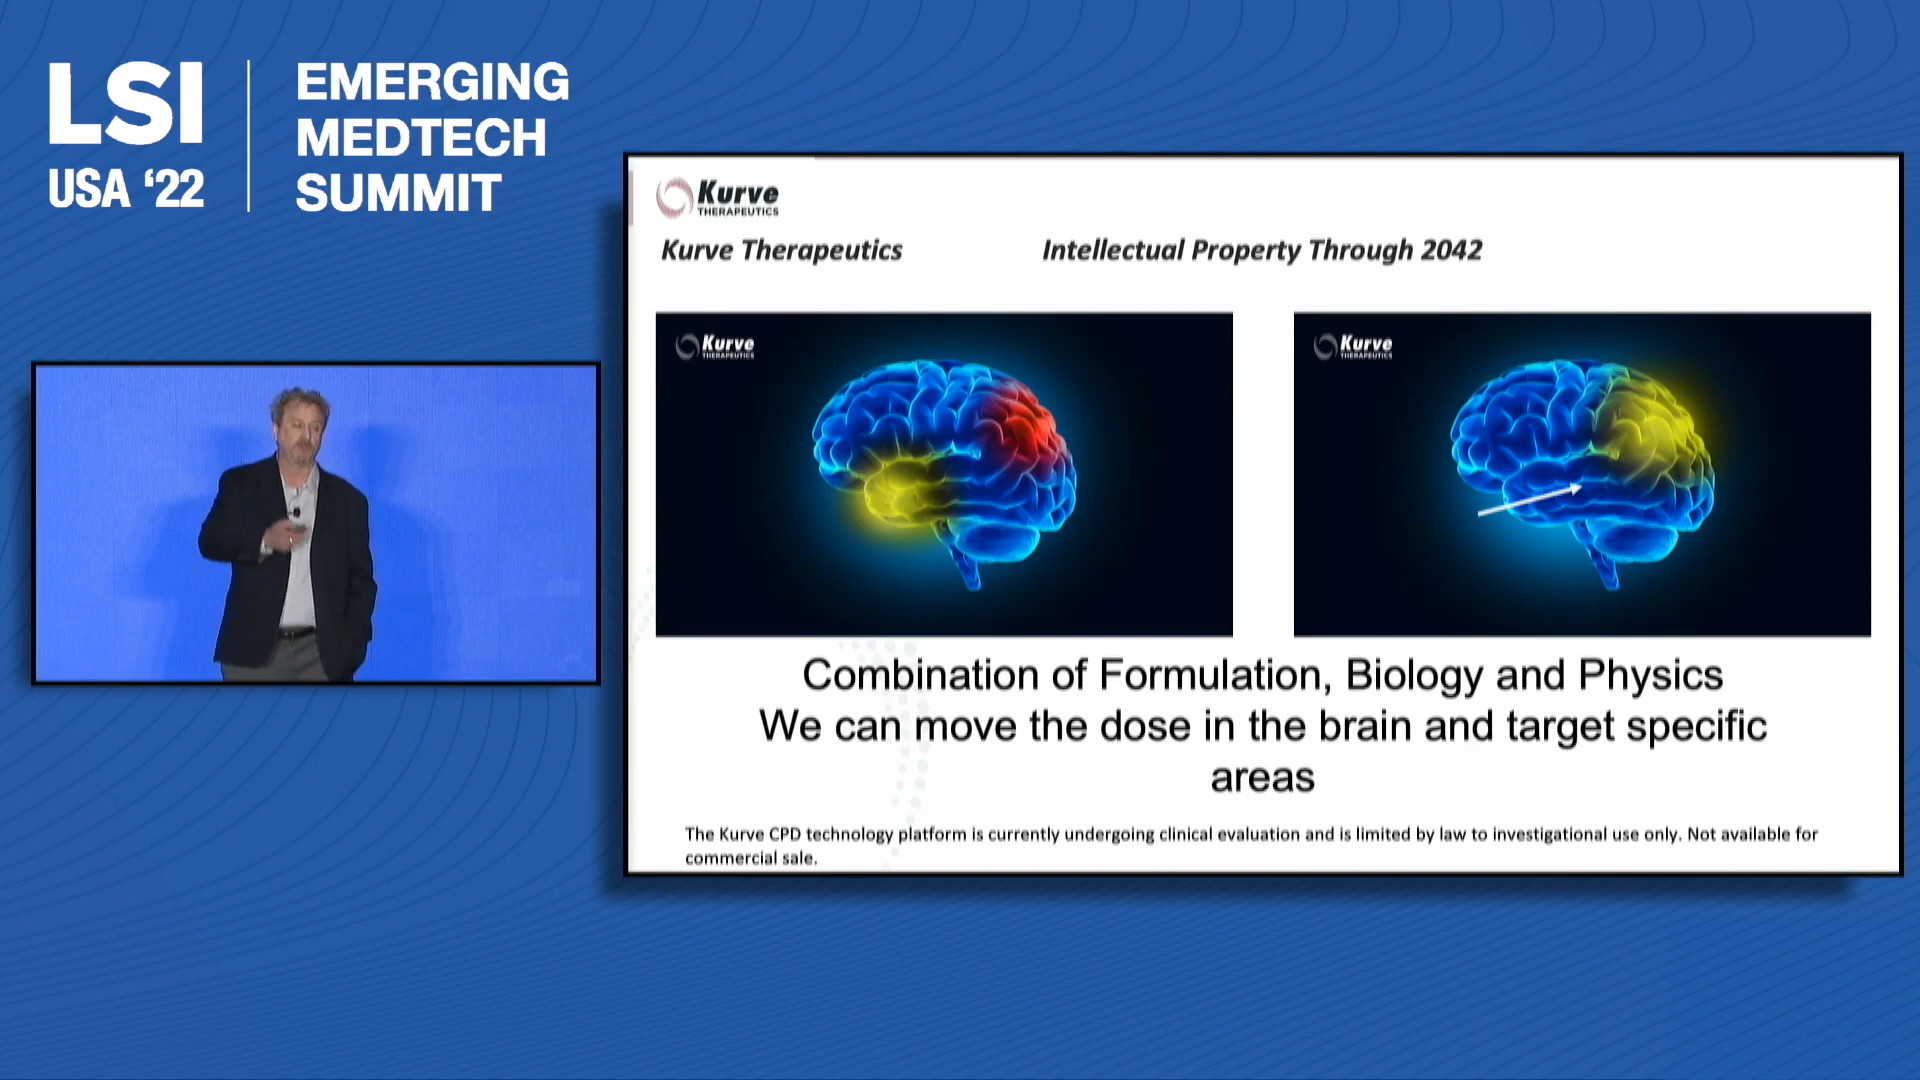 LSI
USA ‘22
EMERGING
MEDTECH
SUMMIT
Kurve
THERAPEUTICS
Kurve Therapeutics
Intellectual Property Through 2042
Kurve
THERAPEUTICS
Kurve
THERAPEUTICS
Combination of Formulation, Biology and Physics
We can move the dose in the brain and target specific
areas
The Kurve CPD technology platform is currently undergoing clinical evaluation and is limited by law to investigational use only. Not available for
commercial sale.